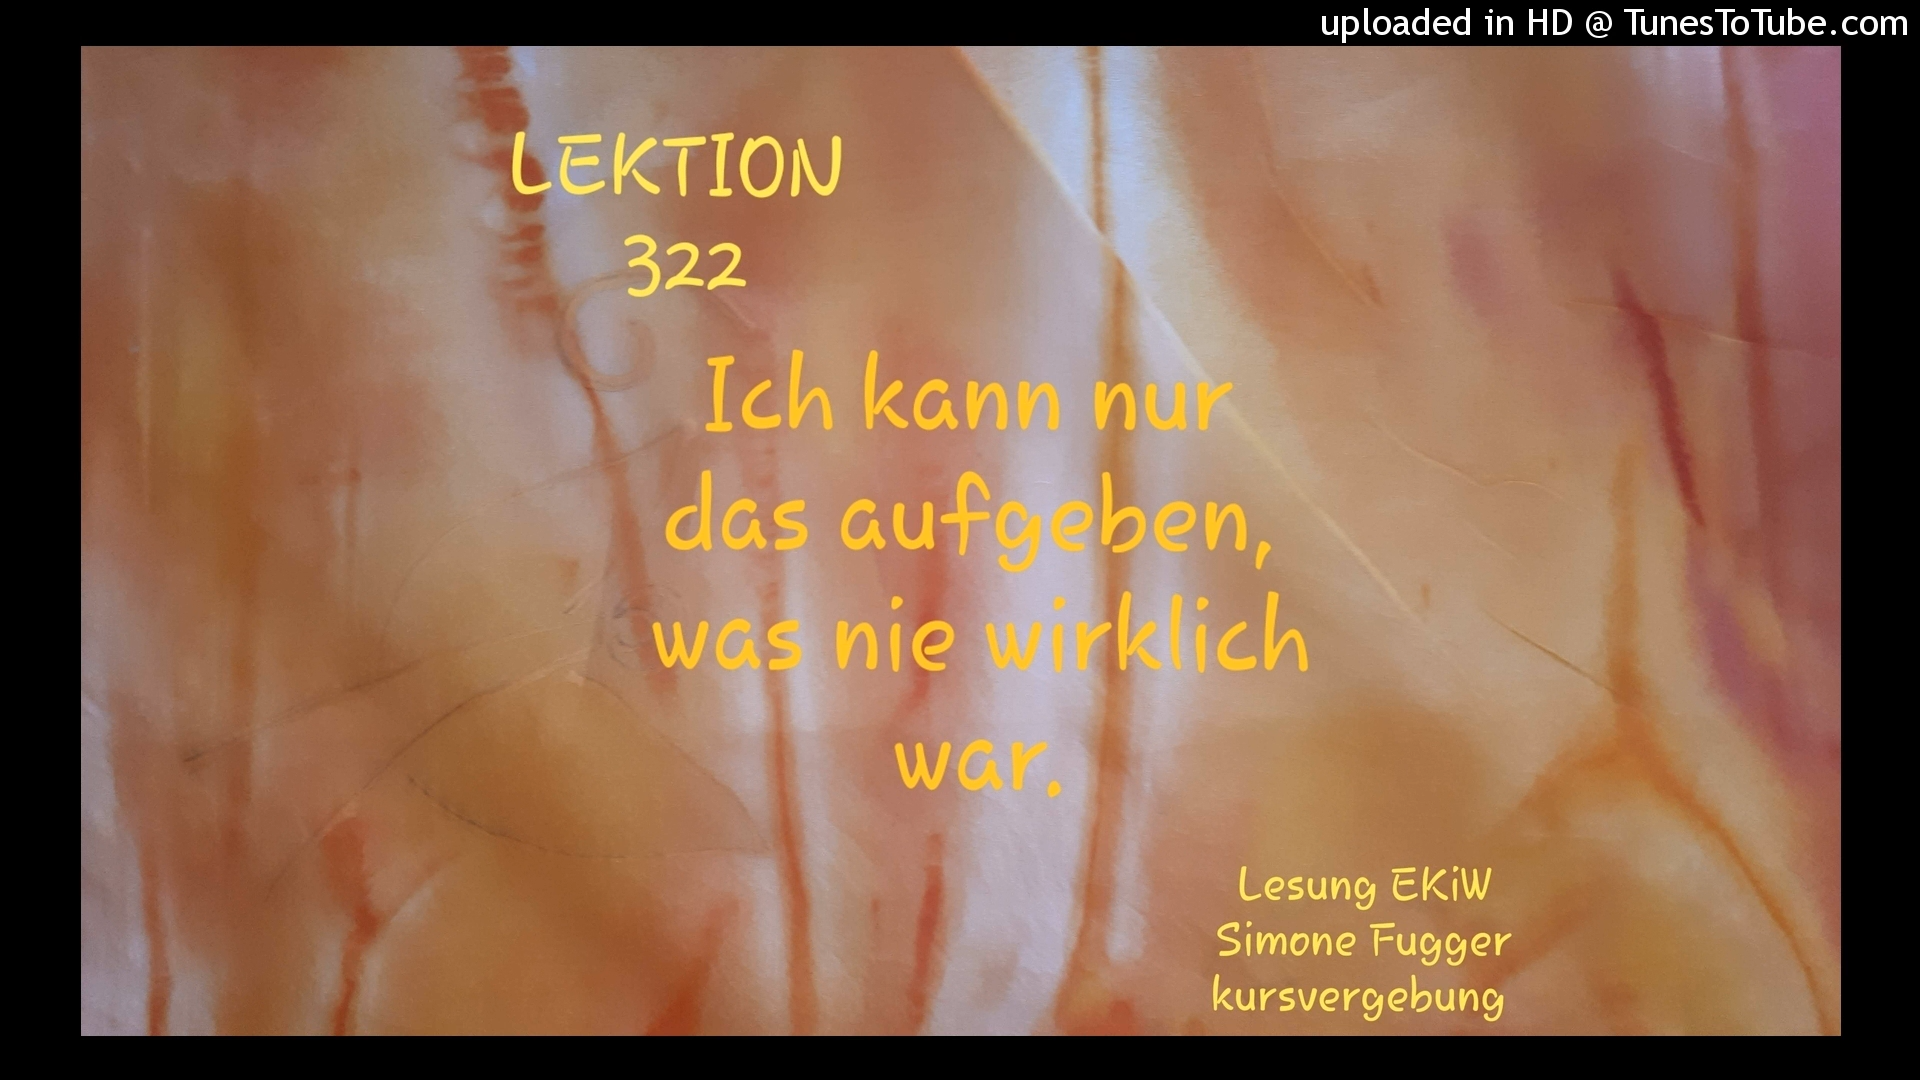 uploaded in HD @ TunesToTube.com
LEKTION
322
Ich kann nur
das aufgeben,
was nie wirklich
war.
Lesung EKiW
Simone Fugger
kursvergebung